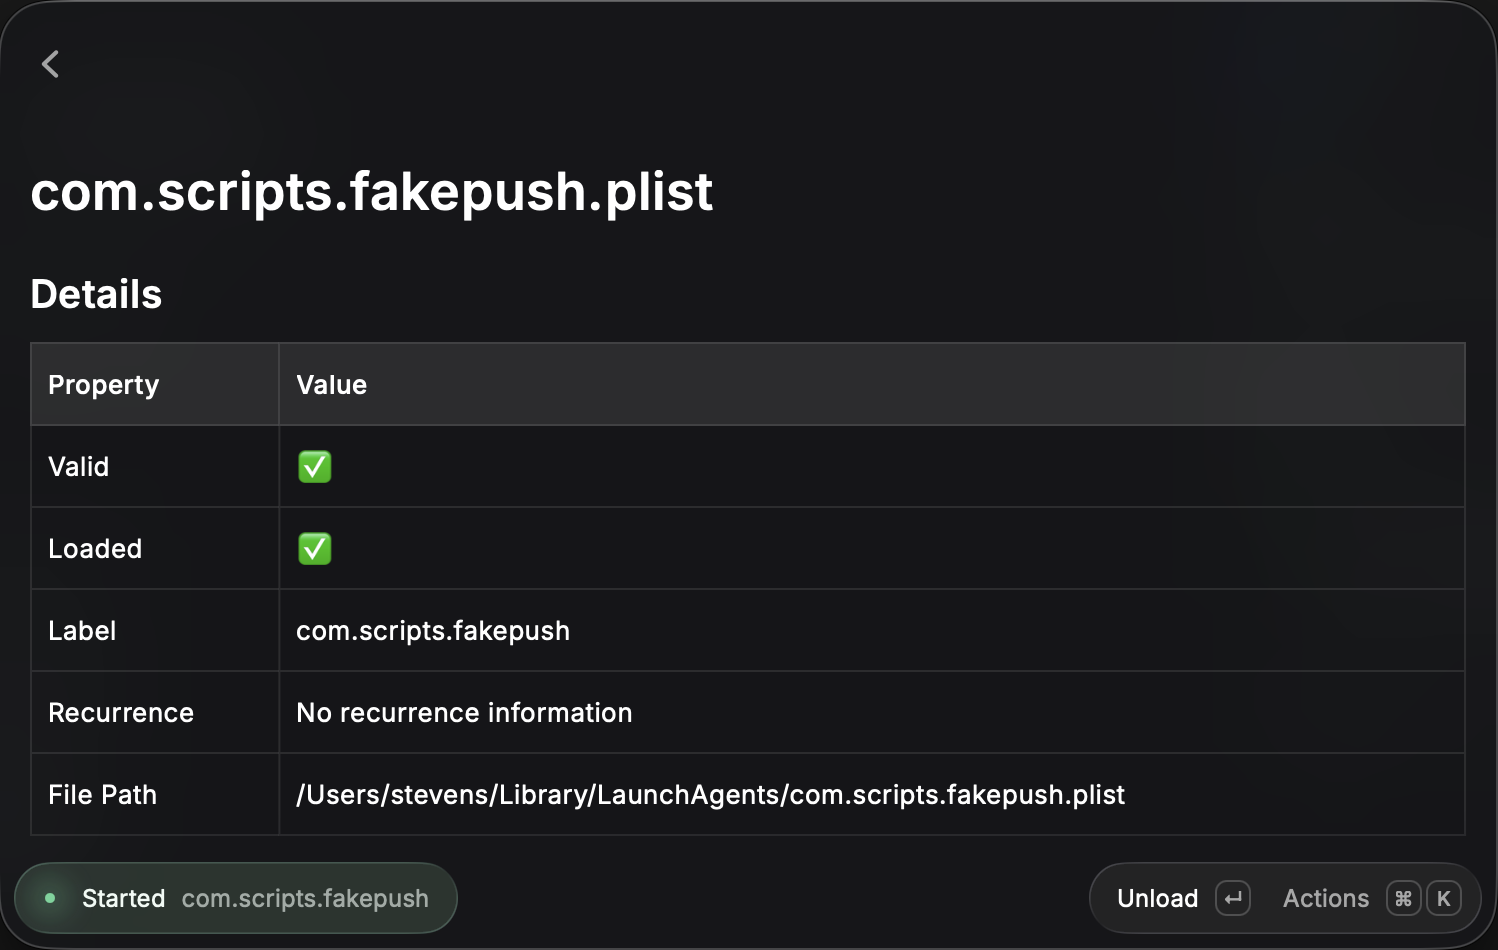 com.scripts.fakepush.plist
Details
Property Value
Valid ✅
Loaded ✅
Label com.scripts.fakepush
Recurrence No recurrence information
File Path /Users/stevens/Library/LaunchAgents/com.scripts.fakepush.plist
Started com.scripts.fakepush Unload ↵ Actions ⌘ K